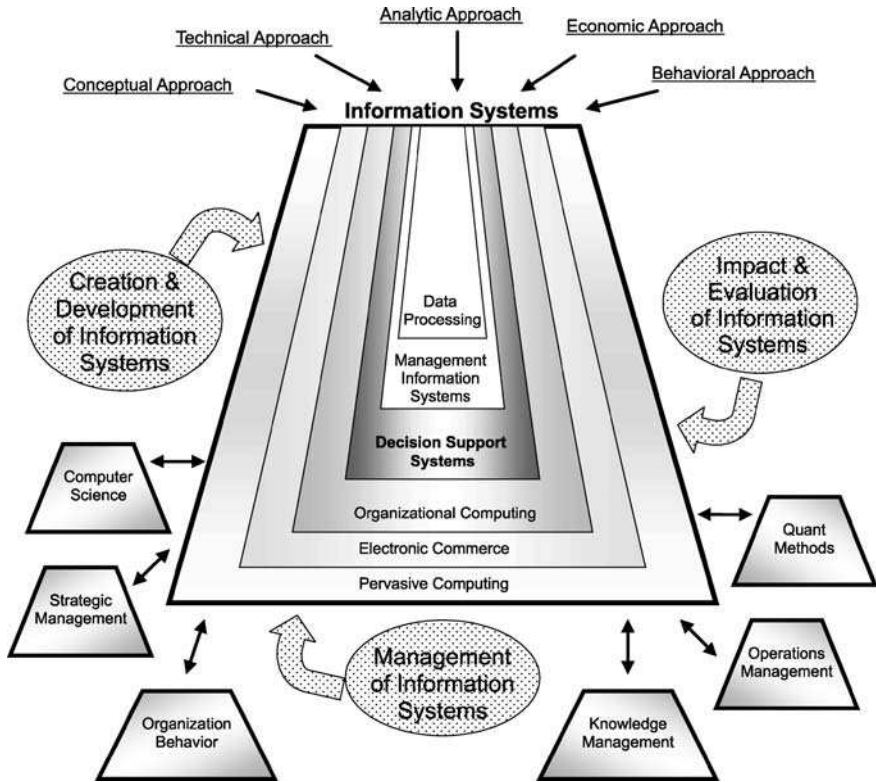 Analytic Approach
Technical Approach
Economic Approach
Conceptual Approach
Behavioral Approach
Information Systems
Creation &
Development
of Information
Systems
Impact &
Evaluation
of Information
Systems
Data
Processing
Management
Information
Systems
Decision Support
Systems
Organizational Computing
Electronic Commerce
Pervasive Computing
Computer
Science
Strategic
Management
Organization
Behavior
Management
of Information
Systems
Knowledge
Management
Operations
Management
Quant
Methods